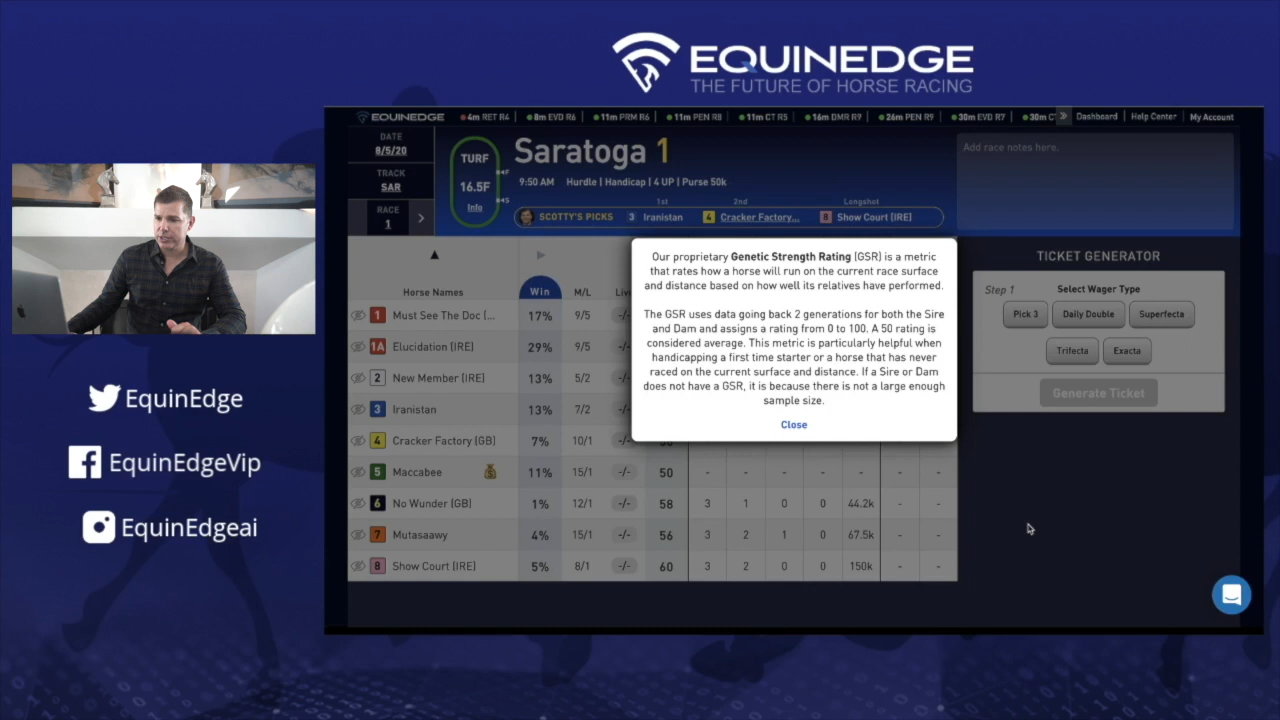 EQUINEDGE
THE FUTURE OF HORSE RACING
EQUINEDGE 4m RET R4 8m EVD R6 11m PRM R6 11m PEN R8 11m CT R5 16m DMR R9 26m PEN R9 30m EVD R7 30m C Dashboard Help Center My Account
DATE
8/5/20
TRACK
SAR
RACE
1
TURF
16.5F
Info
Saratoga 1
9:50 AM Hurdle | Handicap | 4 UP | Purse 50k
1st 2nd Longshot
SCOTTY'S PICKS 3 Iranistan 4 Cracker Factory... 8 Show Court (IRE)
Add race notes here.
Our proprietary Genetic Strength Rating (GSR) is a metric
that rates how a horse will run on the current race surface
and distance based on how well its relatives have performed.
The GSR uses data going back 2 generations for both the Sire
and Dam and assigns a rating from 0 to 100. A 50 rating is
considered average. This metric is particularly helpful when
handicapping a first time starter or a horse that has never
raced on the current surface and distance. If a Sire or Dam
does not have a GSR, it is because there is not a large enough
sample size.
Close
Horse Names Win M/L Live
1 Must See The Doc (... 17% 9/5 -/-
1A Elucidation (IRE) 29% 9/5 -/-
2 New Member (IRE) 13% 5/2 -/-
3 Iranistan 13% 7/2 -/-
4 Cracker Factory (GB) 7% 10/1 -/-
5 Maccabee 11% 15/1 -/- 50 - - - - - - -
6 No Wunder (GB) 1% 12/1 -/- 58 3 1 0 0 44.2k - -
7 Mutasaawy 4% 15/1 -/- 56 3 2 1 0 67.5k - -
8 Show Court (IRE) 5% 8/1 -/- 60 3 2 0 0 150k - -
TICKET GENERATOR
Step 1 Select Wager Type
Pick 3 Daily Double Superfecta
Trifecta Exacta
Generate Ticket
EquinEdge
EquinEdgeVip
EquinEdgeai